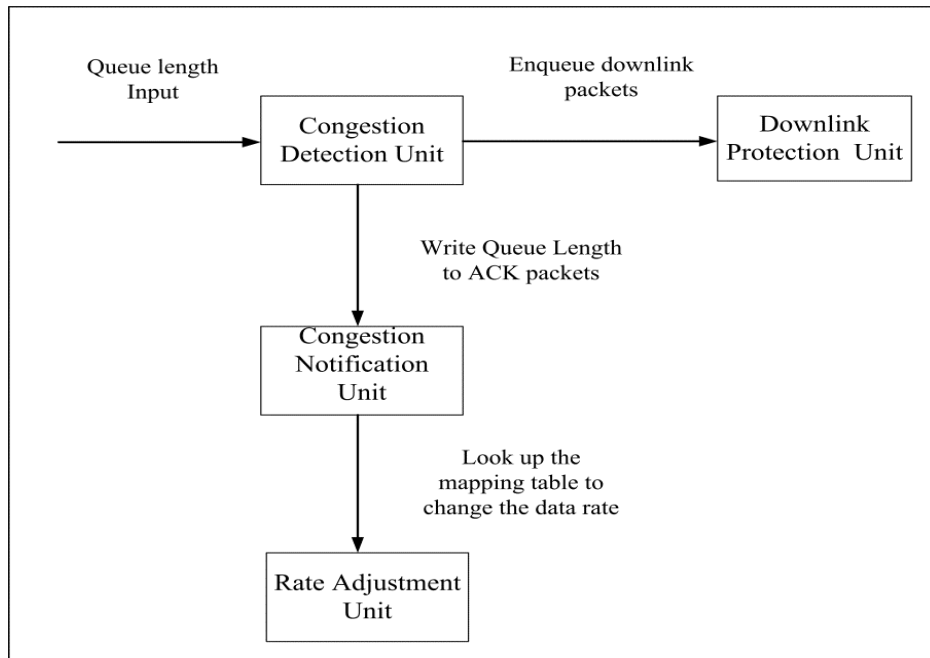 Queue length
Input
Enqueue downlink
packets
Congestion
Detection Unit
Downlink
Protection Unit
Write Queue Length
to ACK packets
Congestion
Notification
Unit
Look up the
mapping table to
change the data rate
Rate Adjustment
Unit